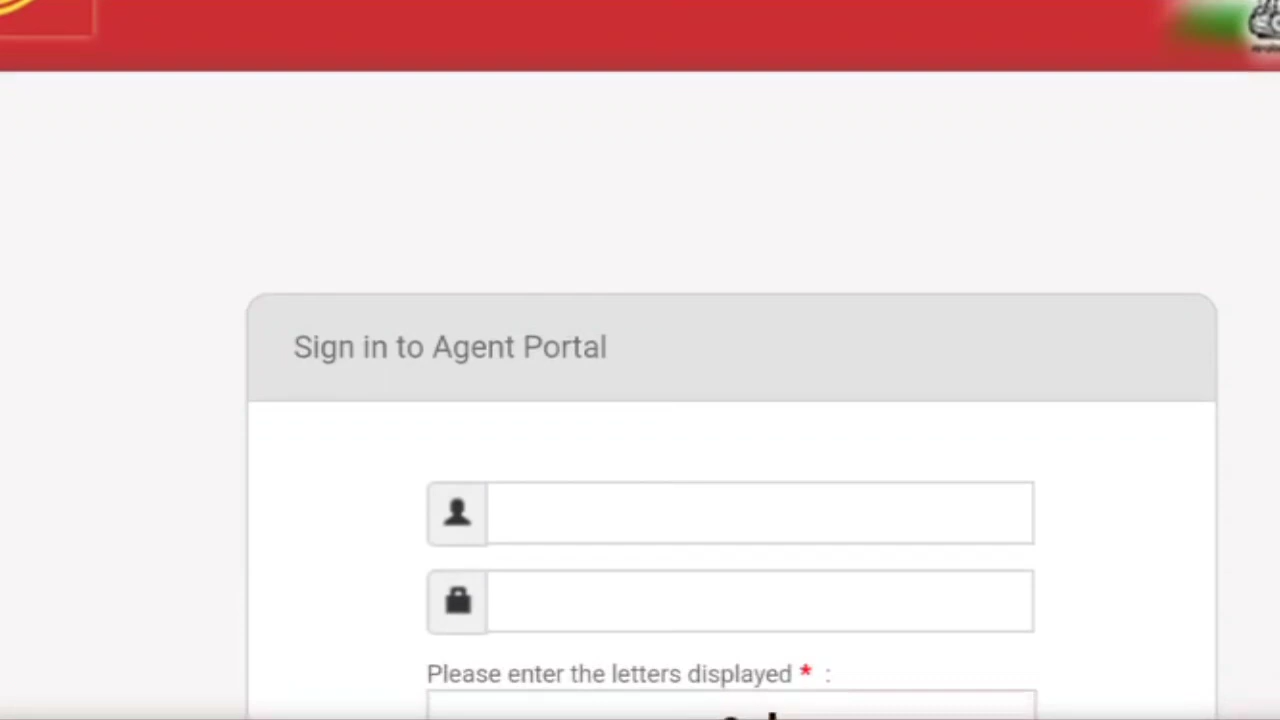 Sign in to Agent Portal
Please enter the letters displayed * :